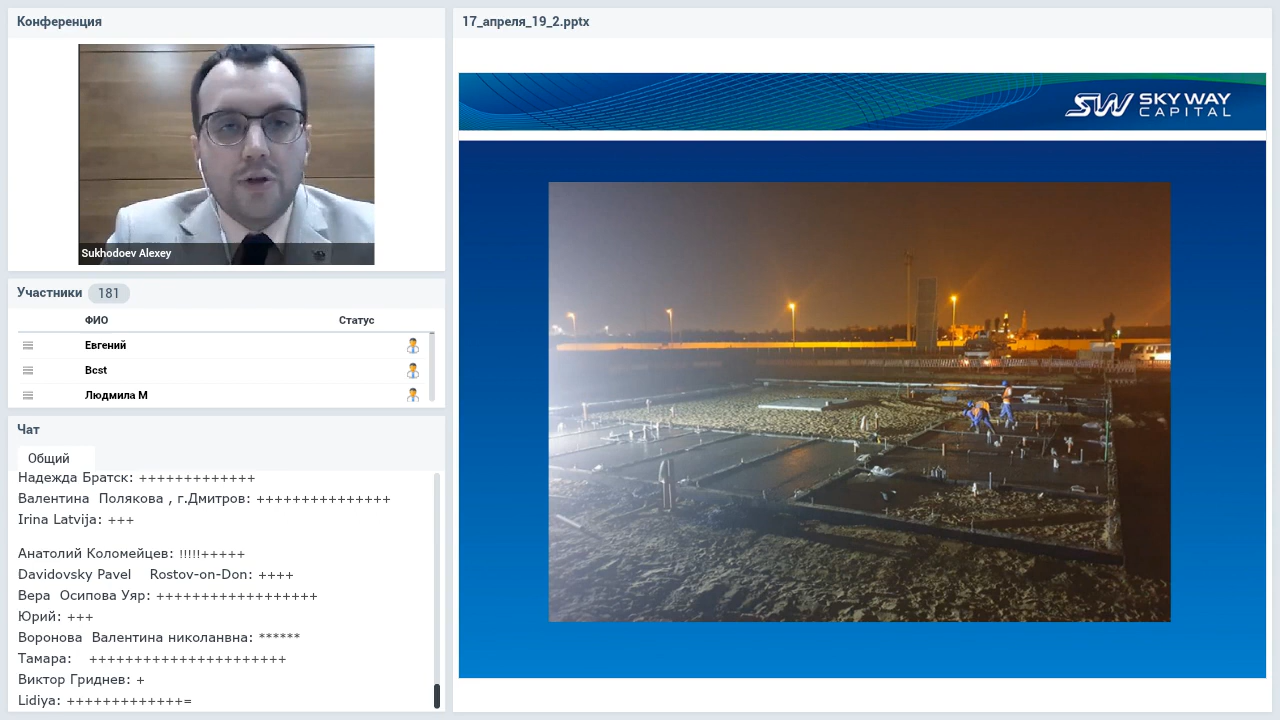 Конференция
Sukhodoev Alexey
Участники 181
ФИО Статус
Евгений
Bcst
Людмила М
Чат
Общий
Надежда Братск: +++++++++++++
Валентина Полякова , г.Дмитров: +++++++++++++++
Irina Latvija: +++
Анатолий Коломейцев: !!!!!+++++
Davidovsky Pavel Rostov-on-Don: ++++
Вера Осипова Уяр: ++++++++++++++++++
Юрий: +++
Воронова Валентина николанвна: ******
Тамара: ++++++++++++++++++++++
Виктор Гриднев: +
Lidiya: +++++++++++++=
17_апреля_19_2.pptx
SW SKY WAY
CAPITAL